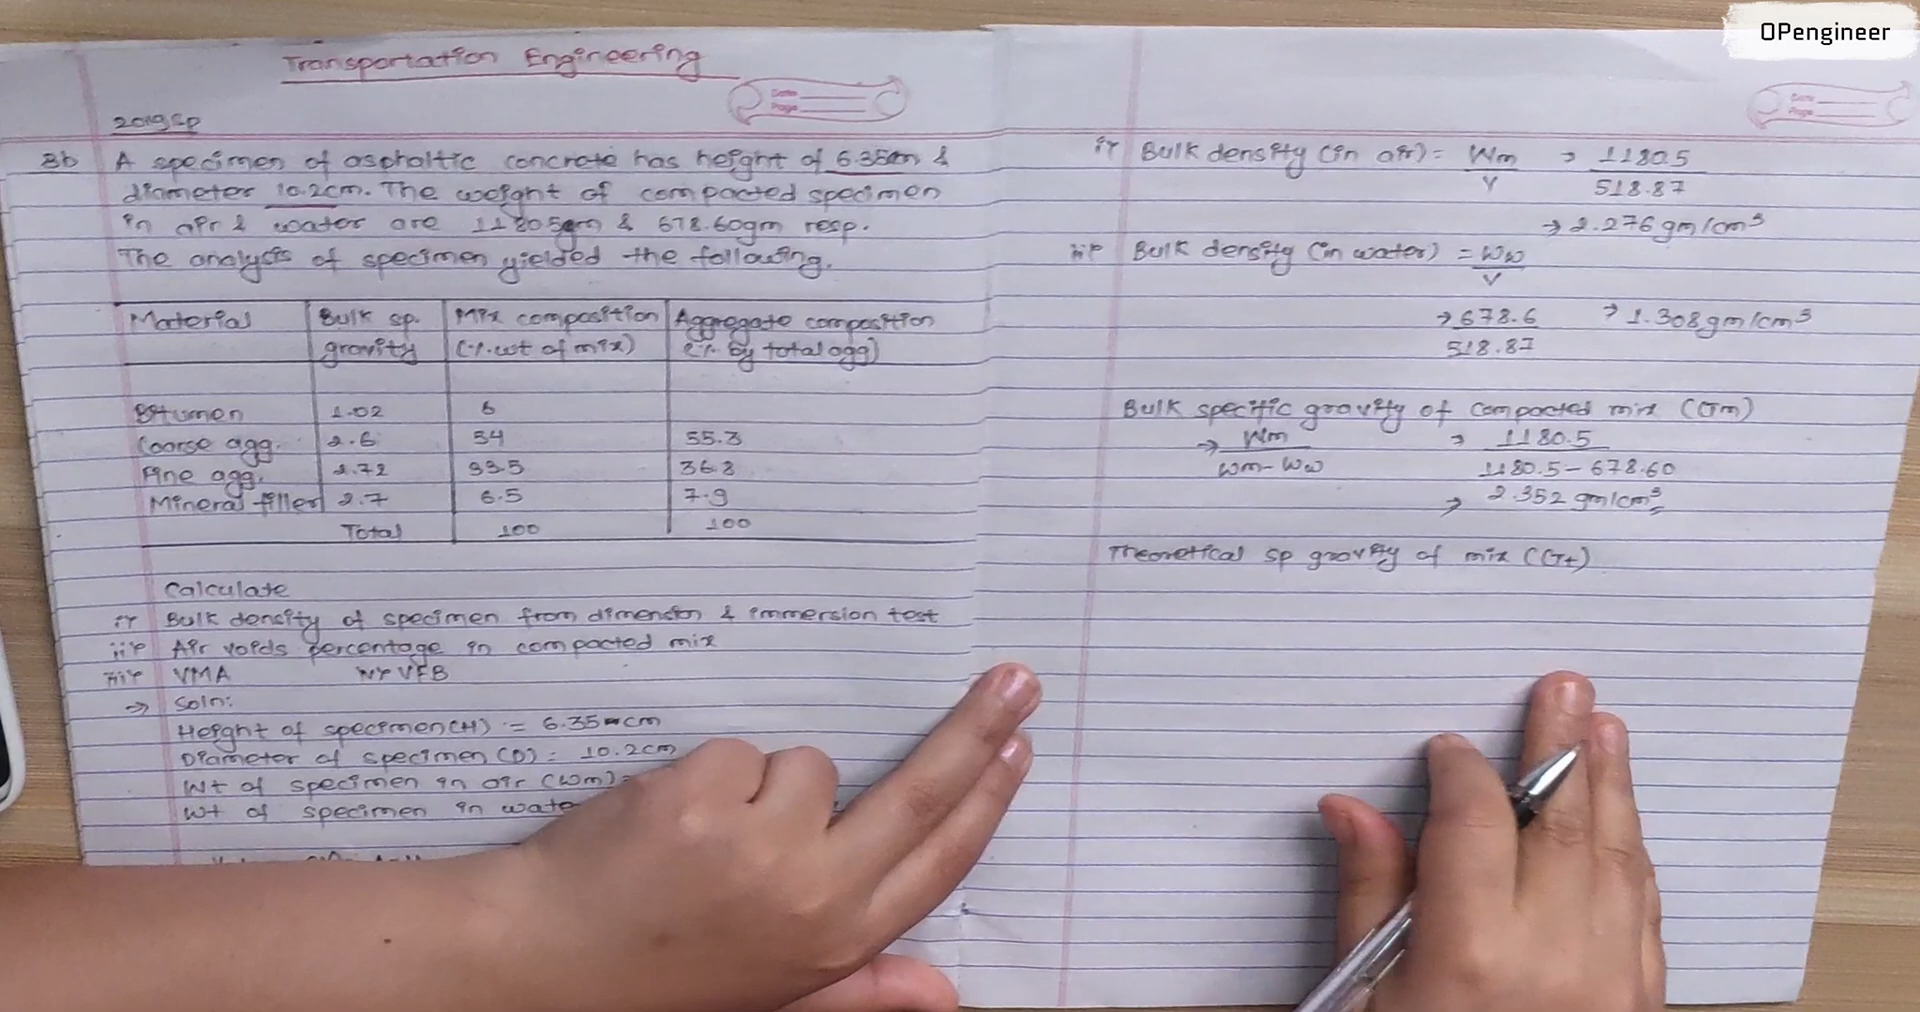 OPengineer
Transportation Engineering
Date
Page
2019 sp
3b A specimen of asphaltic concrete has height of 6.35cm &
diameter 10.2cm. The weight of compacted specimen
in air & water are 1180.5gm & 678.60gm resp.
The analysis of specimen yielded the following.
Material Bulk sp. gravity Mix composition (%.wt of mix) Aggregate composition (% by total agg)
Bitumen 1.02 6
Coarse agg. 2.6 54 55.3
Fine agg. 2.72 33.5 36.8
Mineral filler 2.7 6.5 7.9
Total 100 100
Calculate
i> Bulk density of specimen from dimension & immersion test
ii> Air voids percentage in compacted mix
iii> VMA iv> VFB
→ Soln:
Height of specimen(H) = 6.35 cm
Diameter of specimen (D) = 10.2cm
Wt of specimen in air (Wm)=
Wt of specimen in wate
Date
Page
i> Bulk density (in air) = Wm/V → 1180.5/518.87
→ 2.276 gm/cm³
ii> Bulk density (in water) = Ww/V
→ 678.6/518.87 → 1.308gm/cm³
Bulk specific gravity of compacted mix (Gm)
→ Wm/Wm-Ww → 1180.5/1180.5-678.60
→ 2.352 gm/cm³
Theoretical sp gravity of mix (Gt)